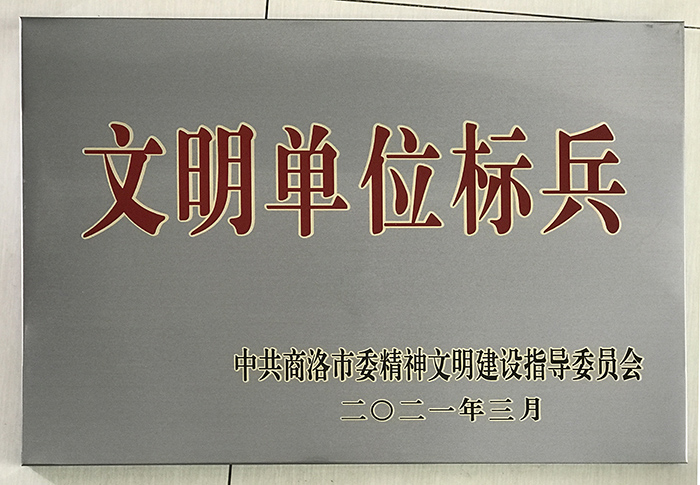 文明单位标兵
中共商洛市委精神文明建设指导委员会
二〇二一年三月